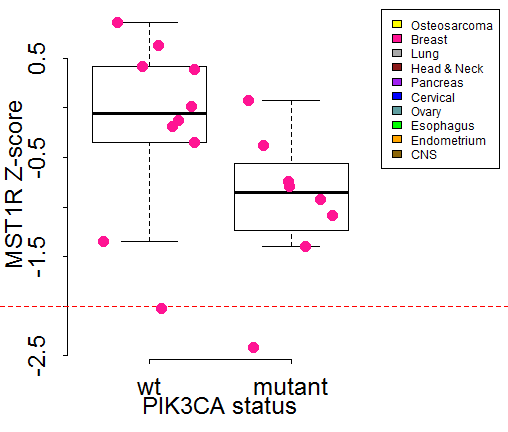 MST1R Z-score
0.5
-0.5
-1.5
-2.5
wt
mutant
PIK3CA status
Osteosarcoma
Breast
Lung
Head & Neck
Pancreas
Cervical
Ovary
Esophagus
Endometrium
CNS